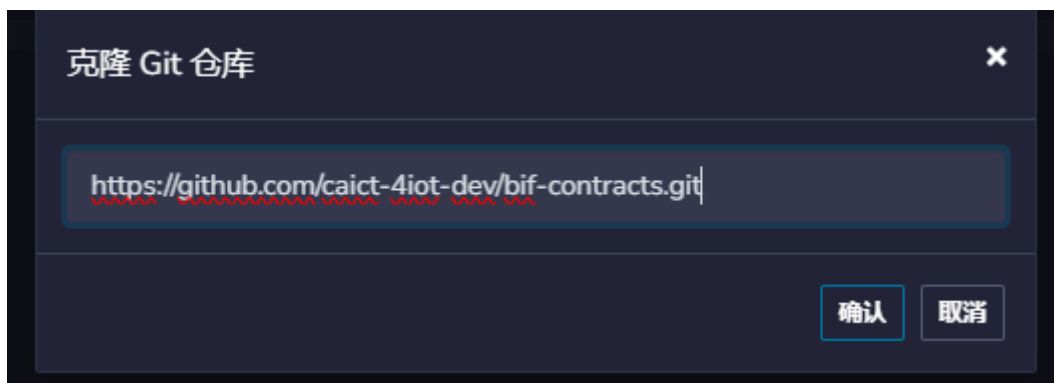 克隆 Git 仓库
https://github.com/caict-4iot-dev/bif-contracts.git
确认 取消